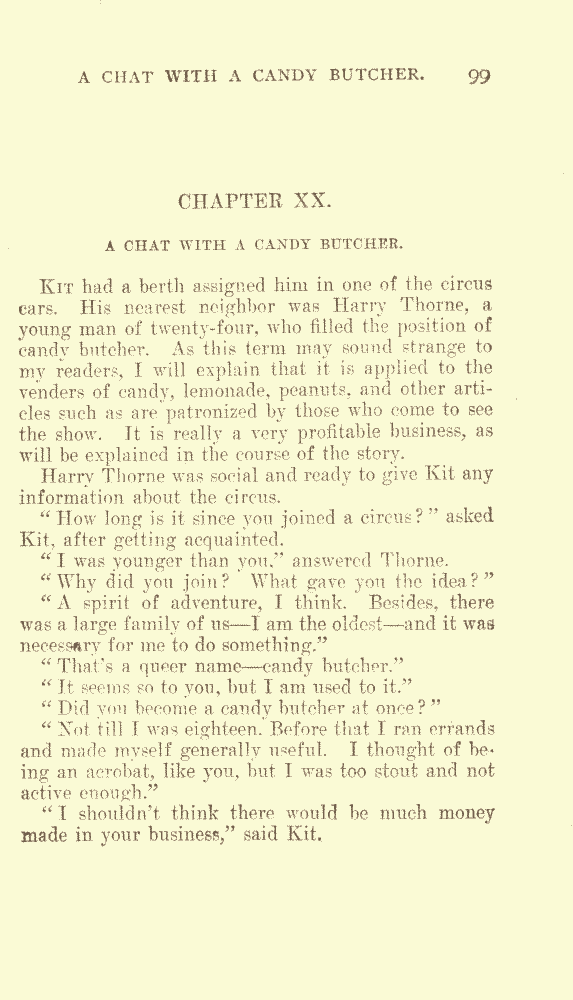 A CHAT WITH A CANDY BUTCHER. 99
CHAPTER XX.
A CHAT WITH A CANDY BUTCHER.
KIT had a berth assigned him in one of the circus
cars. His nearest neighbor was Harry Thorne, a
young man of twenty-four, who filled the position of
candy butcher. As this term may sound strange to
my readers, I will explain that it is applied to the
venders of candy, lemonade, peanuts, and other arti-
cles such as are patronized by those who come to see
the show. It is really a very profitable business, as
will be explained in the course of the story.
Harry Thorne was social and ready to give Kit any
information about the circus.
“How long is it since you joined a circus?” asked
Kit, after getting acquainted.
“I was younger than you,” answered Thorne.
“Why did you join? What gave you the idea?”
“A spirit of adventure, I think. Besides, there
was a large family of us—I am the oldest—and it was
necessary for me to do something.”
“That's a queer name—candy butcher.”
“It seems so to you, but I am used to it.”
“Did you become a candy butcher at once?”
“Not till I was eighteen. Before that I ran errands
and made myself generally useful. I thought of be-
ing an acrobat, like you, but I was too stout and not
active enough.”
“I shouldn't think there would be much money
made in your business,” said Kit.